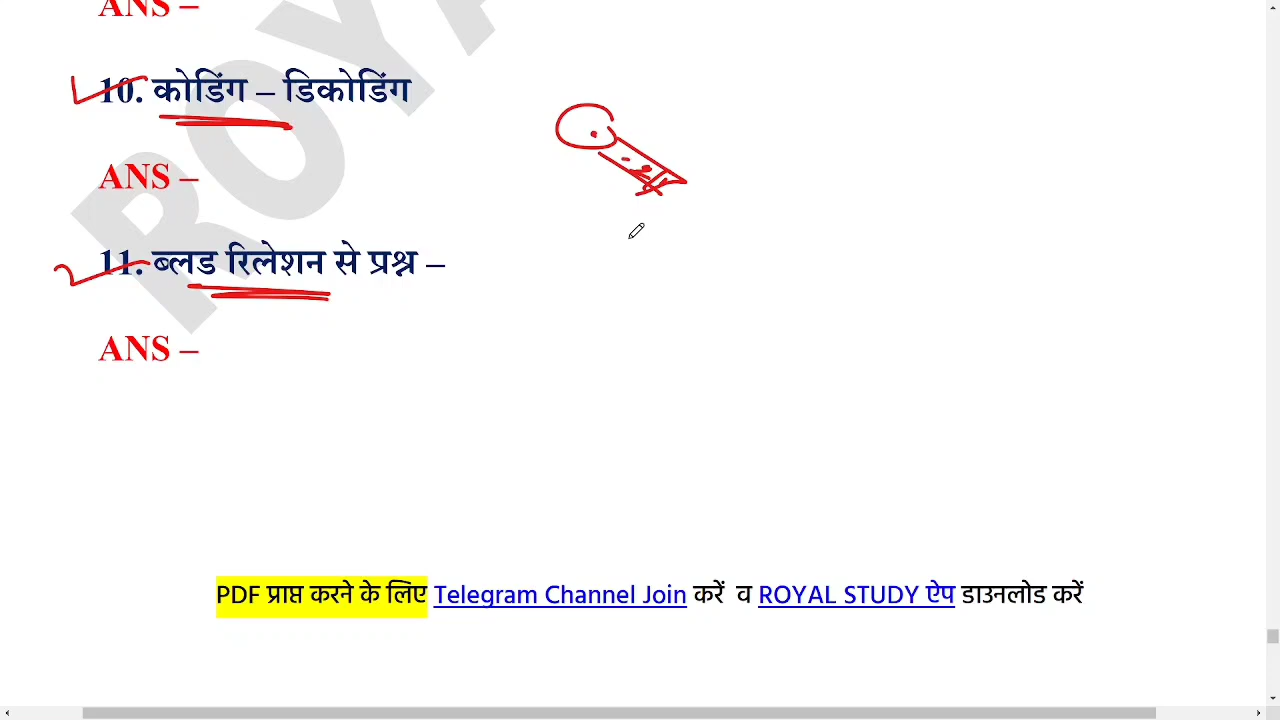 ANS –
10. कोडिंग – डिकोडिंग
ANS –
11. ब्लड रिलेशन से प्रश्न –
ANS –
PDF प्राप्त करने के लिए Telegram Channel Join करें व ROYAL STUDY ऐप डाउनलोड करें